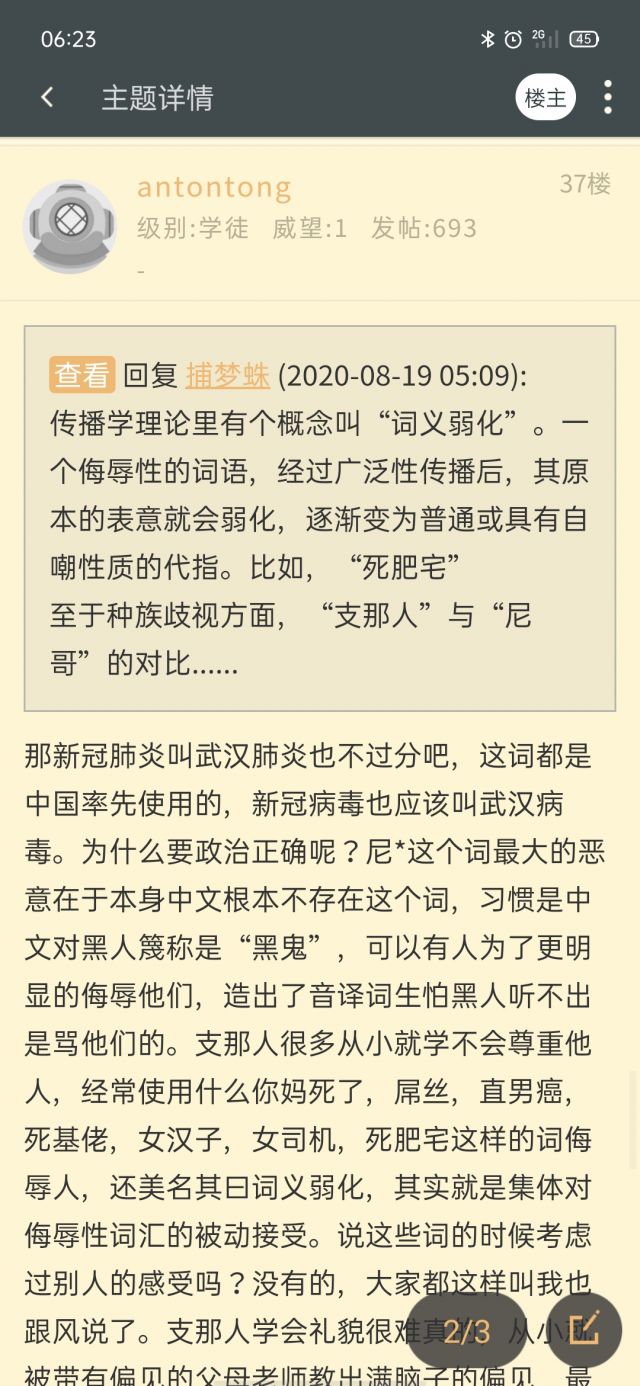 06:23
2G
45
主题详情
楼主
antontong
37楼
级别:学徒 威望:1 发帖:693
-
查看 回复 捕梦蛛 (2020-08-19 05:09):
传播学理论里有个概念叫“词义弱化”。一
个侮辱性的词语，经过广泛性传播后，其原
本的表意就会弱化，逐渐变为普通或具有自
嘲性质的代指。比如，“死肥宅”
至于种族歧视方面，“支那人”与“尼
哥”的对比......
那新冠肺炎叫武汉肺炎也不过分吧，这词都是
中国率先使用的，新冠病毒也应该叫武汉病
毒。为什么要政治正确呢？尼*这个词最大的恶
意在于本身中文根本不存在这个词，习惯是中
文对黑人篾称是“黑鬼”，可以有人为了更明
显的侮辱他们，造出了音译词生怕黑人听不出
是骂他们的。支那人很多从小就学不会尊重他
人，经常使用什么你妈死了，屌丝，直男癌，
死基佬，女汉子，女司机，死肥宅这样的词侮
辱人，还美名其曰词义弱化，其实就是集体对
侮辱性词汇的被动接受。说这些词的时候考虑
过别人的感受吗？没有的，大家都这样叫我也
跟风说了。支那人学会礼貌很难真的，从小就
被带有偏见的父母老师教出满脑子的偏见，最
2/3